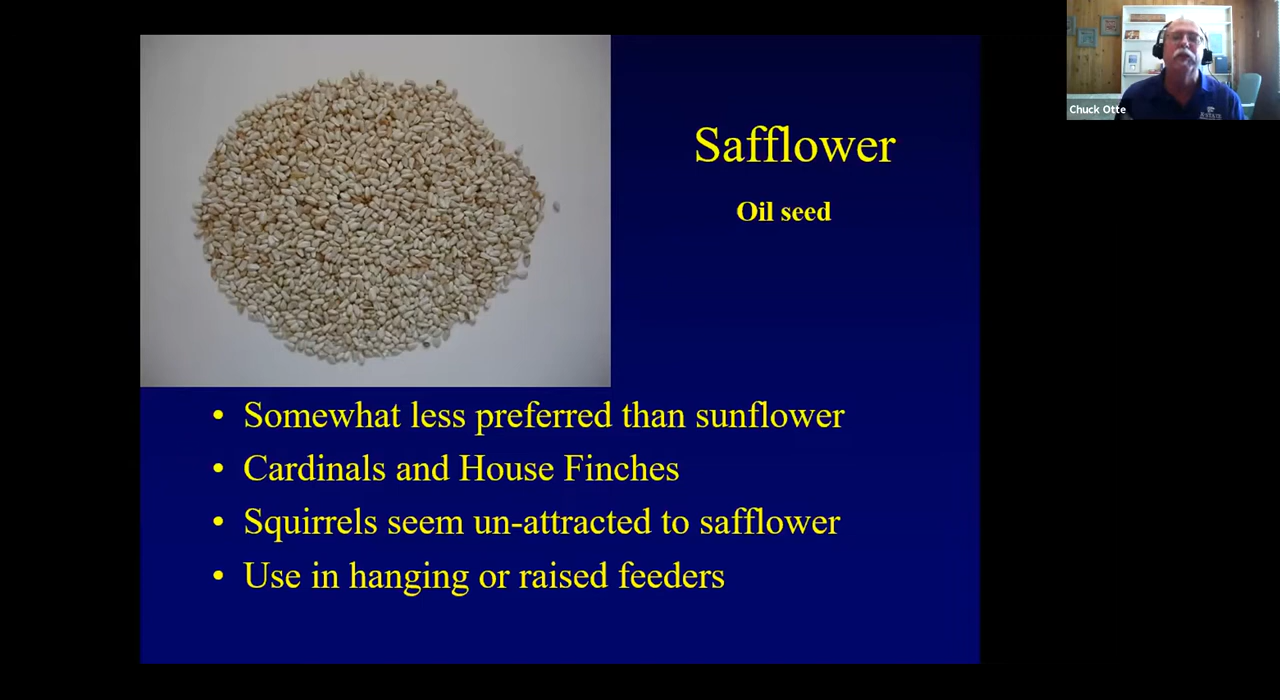 Safflower
Oil seed
• Somewhat less preferred than sunflower
• Cardinals and House Finches
• Squirrels seem un-attracted to safflower
• Use in hanging or raised feeders
Chuck Otte